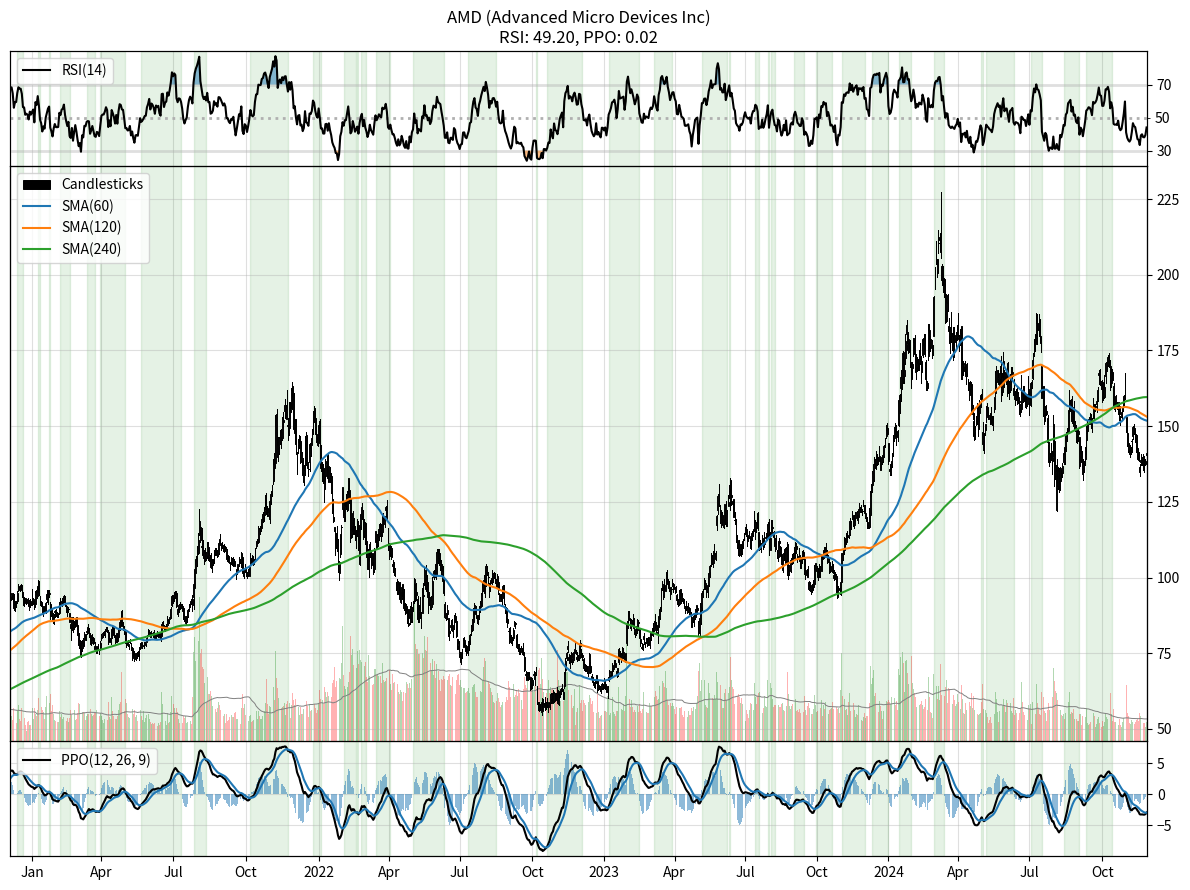 AMD (Advanced Micro Devices Inc)
RSI: 49.20, PPO: 0.02
RSI(14)
70
50
30
Candlesticks
SMA(60)
SMA(120)
SMA(240)
225
200
175
150
125
100
75
50
PPO(12, 26, 9)
5
0
−5
Jan Apr Jul Oct 2022 Apr Jul Oct 2023 Apr Jul Oct 2024 Apr Jul Oct